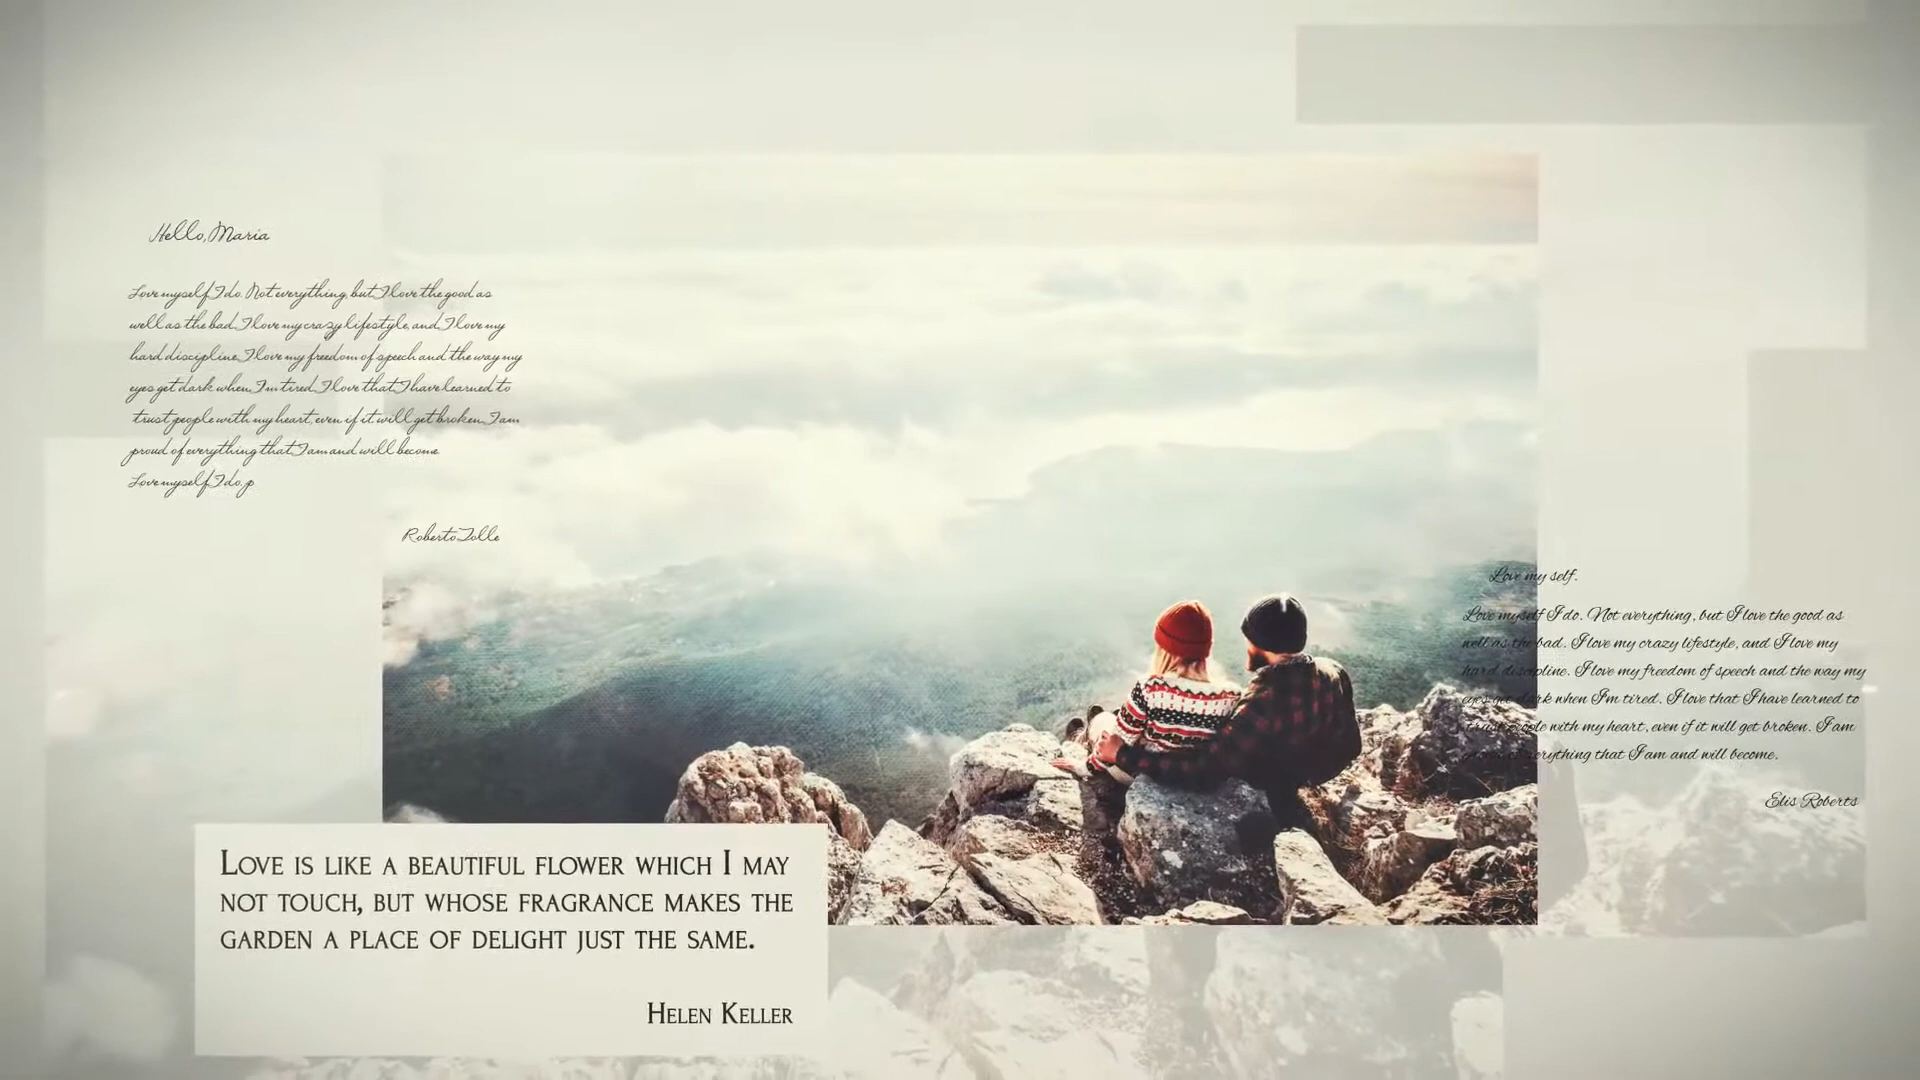 Hello, Maria
Love myself I do. Not everything, but I love the good as
well as the bad. I love my crazy lifestyle, and I love my
hard discipline. I love my freedom of speech and the way my
eyes get dark when I'm tired. I love that I have learned to
trust people with my heart, even if it will get broken. I am
proud of everything that I am and will become.
Love myself I do. p
Roberto Tolle
Love my self.
Love myself I do. Not everything, but I love the good as
well as the bad. I love my crazy lifestyle, and I love my
hard discipline. I love my freedom of speech and the way my
eyes get dark when I'm tired. I love that I have learned to
trust people with my heart, even if it will get broken. I am
everything that I am and will become.
Elis Roberts
LOVE IS LIKE A BEAUTIFUL FLOWER WHICH I MAY
NOT TOUCH, BUT WHOSE FRAGRANCE MAKES THE
GARDEN A PLACE OF DELIGHT JUST THE SAME.
HELEN KELLER